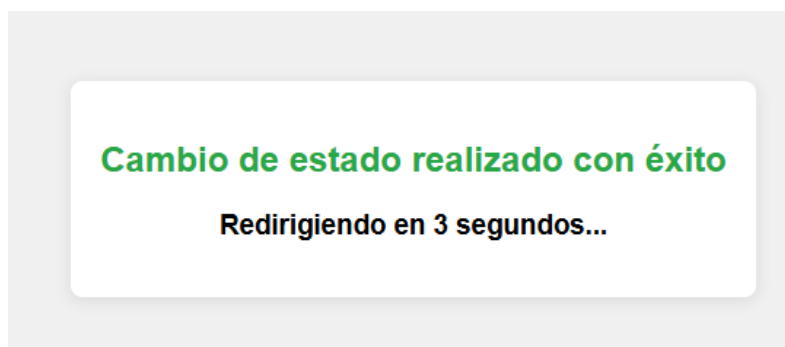 Cambio de estado realizado con éxito
Redirigiendo en 3 segundos...